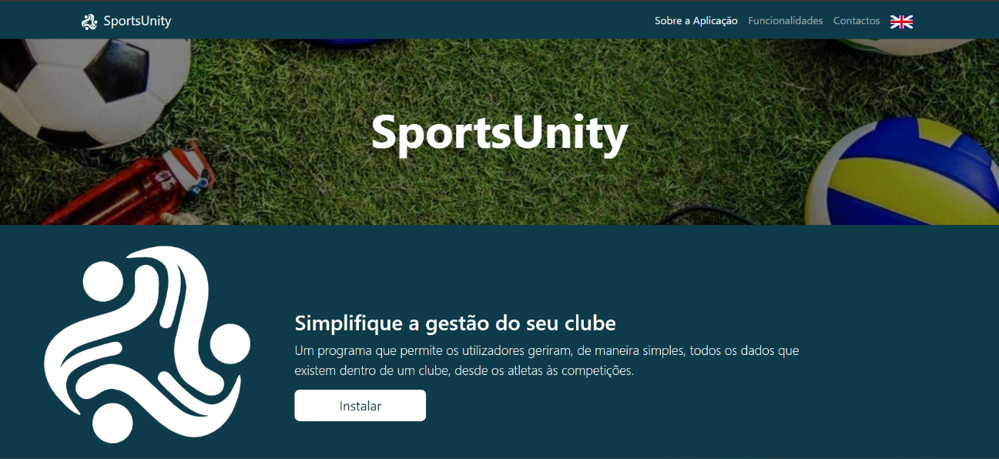 SportsUnity
Sobre a Aplicação Funcionalidades Contactos
SportsUnity
Simplifique a gestão do seu clube
Um programa que permite os utilizadores geriram, de maneira simples, todos os dados que
existem dentro de um clube, desde os atletas às competições.
Instalar